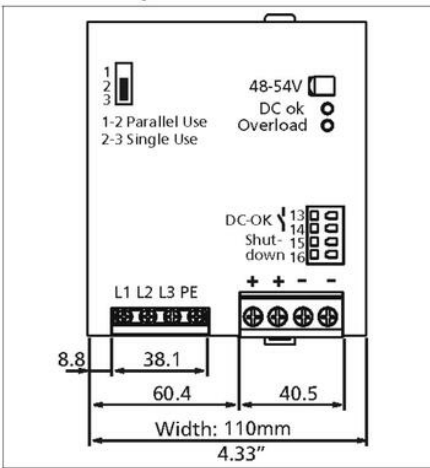 1
2
3
1-2 Parallel Use
2-3 Single Use
48-54V
DC ok
Overload
DC-OK 13
14
Shut- 15
down 16
+ + - -
L1 L2 L3 PE
8.8
38.1
60.4
40.5
Width: 110mm
4.33”